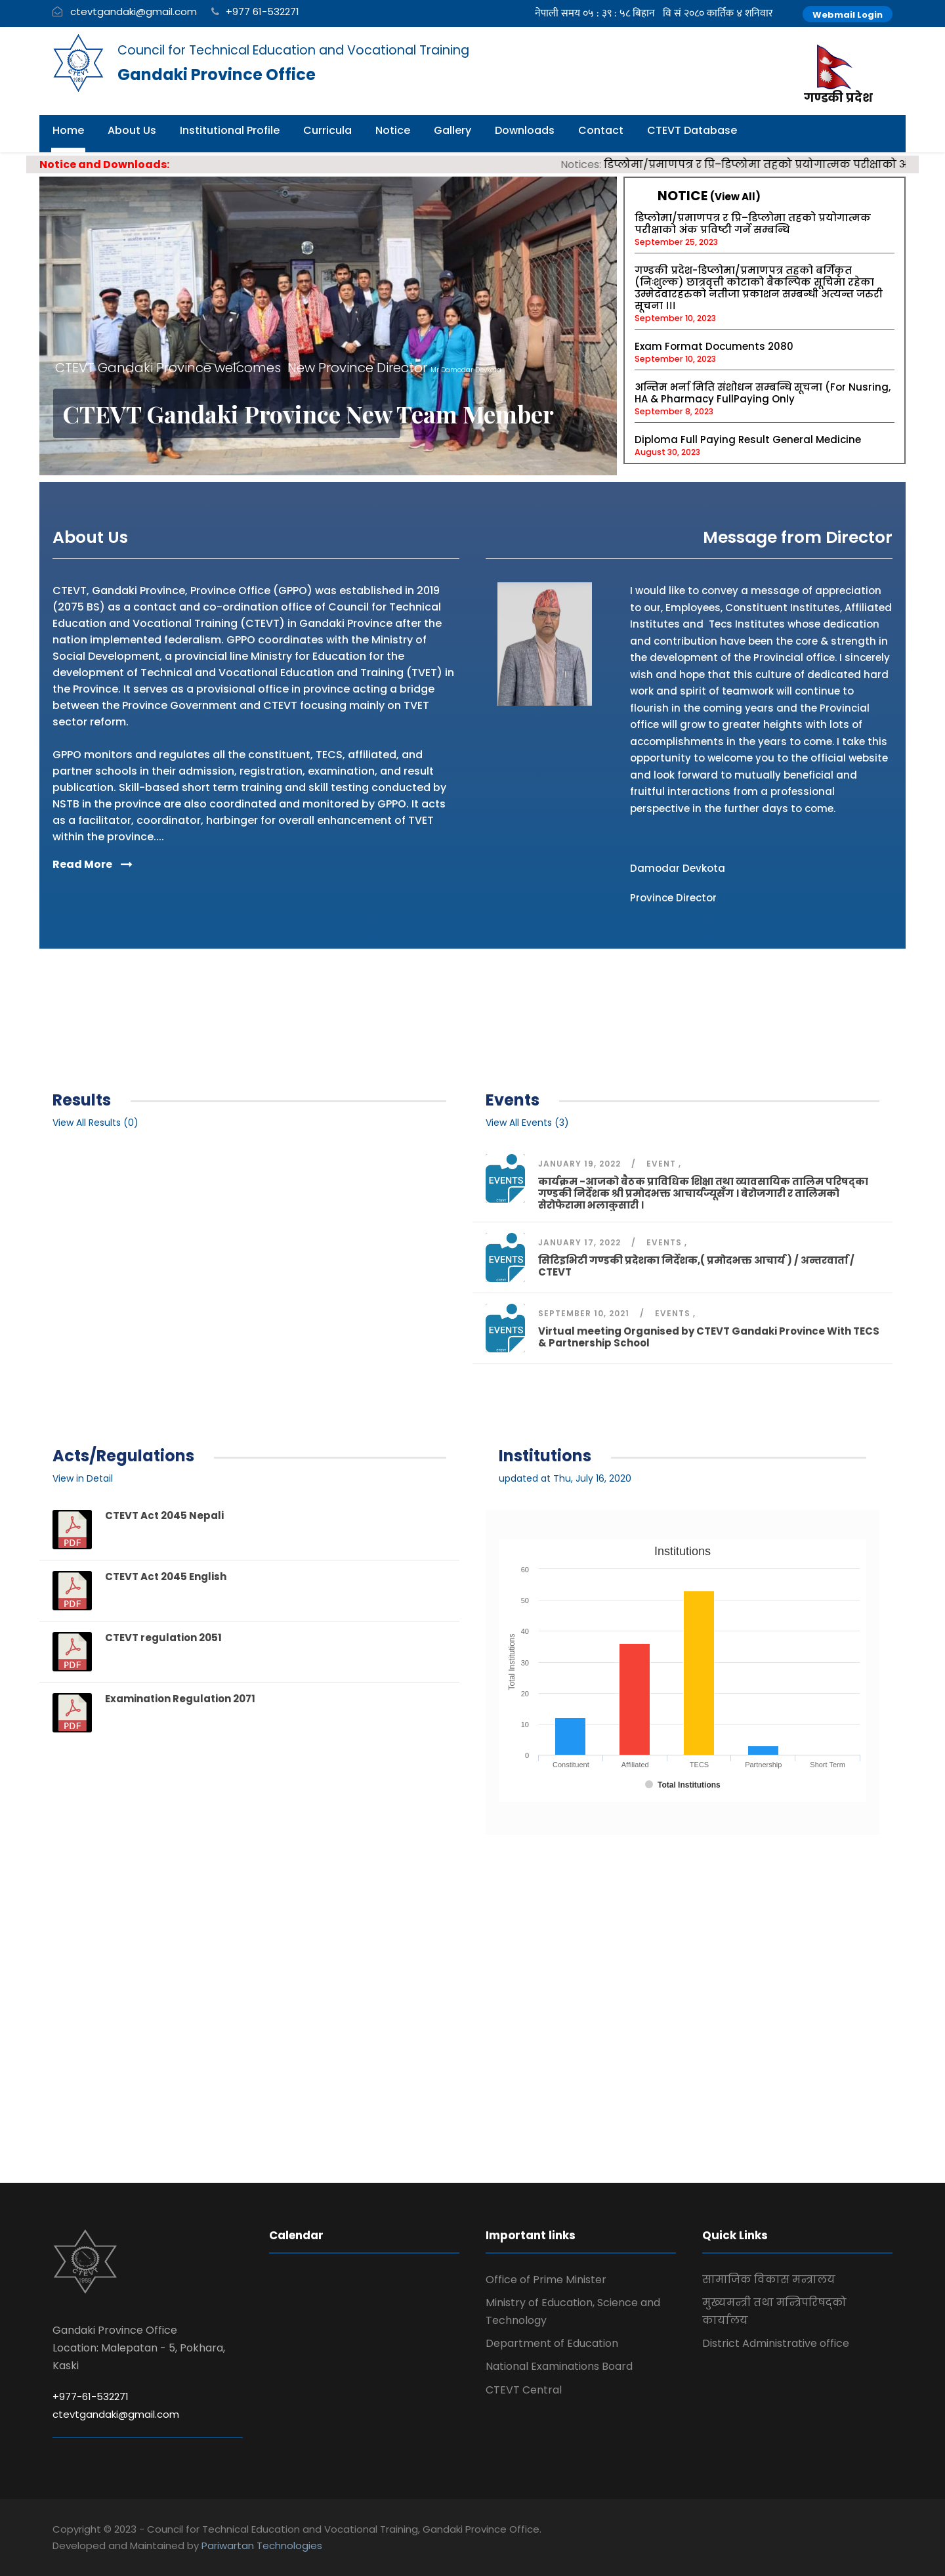 ctevtgandaki@gmail.com +977 61-532271 नेपाली समय ०५ : ३९ : ५८ बिहान वि सं २०८० कार्तिक ४ शनिवार Webmail Login
Council for Technical Education and Vocational Training
Gandaki Province Office
गण्डकी प्रदेश
Home About Us Institutional Profile Curricula Notice Gallery Downloads Contact CTEVT Database
Notice and Downloads: Notices: डिप्लोमा/प्रमाणपत्र र प्रि-डिप्लोमा तहको प्रयोगात्मक परीक्षाको
CTEVT Gandaki Province welcomes New Province Director Mr Damodar Devkota
CTEVT Gandaki Province New Team Member
NOTICE (View All)
डिप्लोमा/प्रमाणपत्र र प्रि-डिप्लोमा तहको प्रयोगात्मक
परीक्षाको अंक प्रविष्टी गर्ने सम्बन्धि
September 25, 2023
गण्डकी प्रदेश-डिप्लोमा/प्रमाणपत्र तहको बर्गिकृत
(निःशुल्क) छात्रवृत्ती कोटाको बैकल्पिक सूचिमा रहेका
उम्मेदवारहरुको नतीजा प्रकाशन सम्बन्धी अत्यन्त जरुरी
सूचना ।।।
September 10, 2023
Exam Format Documents 2080
September 10, 2023
अन्तिम भर्ना मिति संशोधन सम्बन्धि सूचना (For Nusring,
HA & Pharmacy FullPaying Only
September 8, 2023
Diploma Full Paying Result General Medicine
August 30, 2023
About Us
CTEVT, Gandaki Province, Province Office (GPPO) was established in 2019
(2075 BS) as a contact and co-ordination office of Council for Technical
Education and Vocational Training (CTEVT) in Gandaki Province after the
nation implemented federalism. GPPO coordinates with the Ministry of
Social Development, a provincial line Ministry for Education for the
development of Technical and Vocational Education and Training (TVET) in
the Province. It serves as a provisional office in province acting a bridge
between the Province Government and CTEVT focusing mainly on TVET
sector reform.
GPPO monitors and regulates all the constituent, TECS, affiliated, and
partner schools in their admission, registration, examination, and result
publication. Skill-based short term training and skill testing conducted by
NSTB in the province are also coordinated and monitored by GPPO. It acts
as a facilitator, coordinator, harbinger for overall enhancement of TVET
within the province....
Read More
Message from Director
I would like to convey a message of appreciation
to our, Employees, Constituent Institutes, Affiliated
Institutes and Tecs Institutes whose dedication
and contribution have been the core & strength in
the development of the Provincial office. I sincerely
wish and hope that this culture of dedicated hard
work and spirit of teamwork will continue to
flourish in the coming years and the Provincial
office will grow to greater heights with lots of
accomplishments in the years to come. I take this
opportunity to welcome you to the official website
and look forward to mutually beneficial and
fruitful interactions from a professional
perspective in the further days to come.
Damodar Devkota
Province Director
Results
View All Results (0)
Events
View All Events (3)
EVENTS
JANUARY 19, 2022 / EVENT ,
कार्यक्रम -आजको बैठक प्राविधिक शिक्षा तथा व्यावसायिक तालिम परिषद्का
गण्डकी निर्देशक श्री प्रमोदभक्त आचार्यज्यूसँग । बेरोजगारी र तालिमको
सेरोफेरोमा भलाकुसारी ।
EVENTS
JANUARY 17, 2022 / EVENTS ,
सिटिइभिटी गण्डकी प्रदेशका निर्देशक,( प्रमोदभक्त आचार्य ) / अन्तरवार्ता /
CTEVT
EVENTS
SEPTEMBER 10, 2021 / EVENTS ,
Virtual meeting Organised by CTEVT Gandaki Province With TECS
& Partnership School
Acts/Regulations
View in Detail
PDF CTEVT Act 2045 Nepali
PDF CTEVT Act 2045 English
PDF CTEVT regulation 2051
PDF Examination Regulation 2071
Institutions
updated at Thu, July 16, 2020
Institutions
Total Institutions
60
50
40
30
20
10
0
Constituent Affiliated TECS Partnership Short Term
Total Institutions
CTEVT
1989
Gandaki Province Office
Location: Malepatan - 5, Pokhara,
Kaski
+977-61-532271
ctevtgandaki@gmail.com
Calendar
Important links
Office of Prime Minister
Ministry of Education, Science and
Technology
Department of Education
National Examinations Board
CTEVT Central
Quick Links
सामाजिक विकास मन्त्रालय
मुख्यमन्त्री तथा मन्त्रिपरिषद्को
कार्यालय
District Administrative office
Copyright © 2023 - Council for Technical Education and Vocational Training, Gandaki Province Office.
Developed and Maintained by Pariwartan Technologies